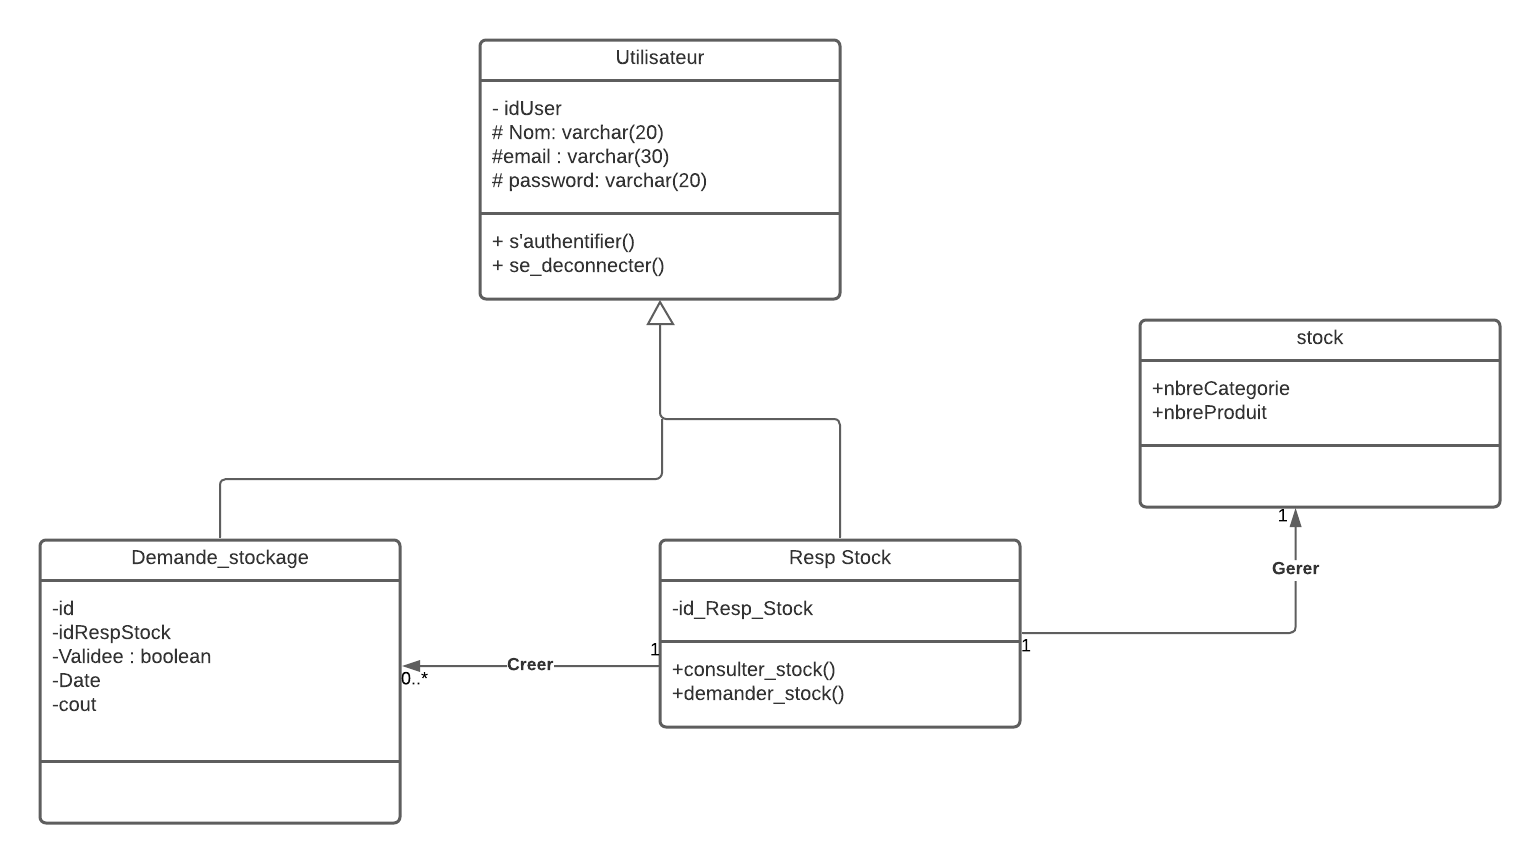 Utilisateur
- idUser
# Nom: varchar(20)
#email : varchar(30)
# password: varchar(20)
+ s'authentifier()
+ se_deconnecter()
stock
+nbreCategorie
+nbreProduit
1
Gerer
1
Demande_stockage
-id
-idRespStock
-Validee : boolean
-Date
-cout
0..*
Creer
1
Resp Stock
-id_Resp_Stock
+consulter_stock()
+demander_stock()